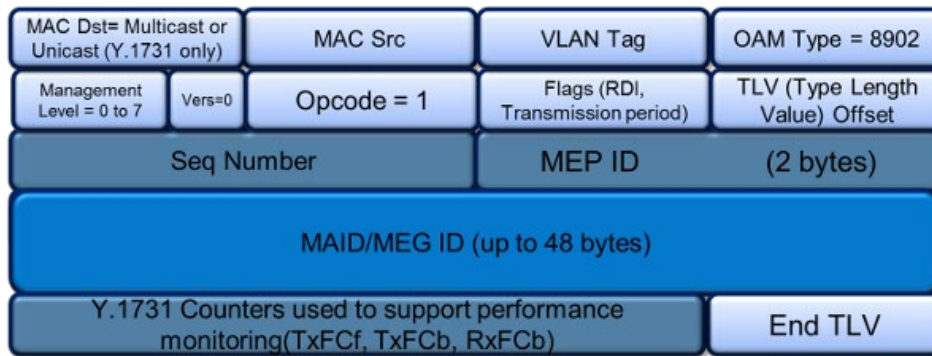 MAC Dst= Multicast or
Unicast (Y.1731 only)
MAC Src
VLAN Tag
OAM Type = 8902
Management
Level = 0 to 7
Vers=0
Opcode = 1
Flags (RDI,
Transmission period)
TLV (Type Length
Value) Offset
Seq Number
MEP ID
(2 bytes)
MAID/MEG ID (up to 48 bytes)
Y.1731 Counters used to support performance
monitoring(TxFCf, TxFCb, RxFCb)
End TLV